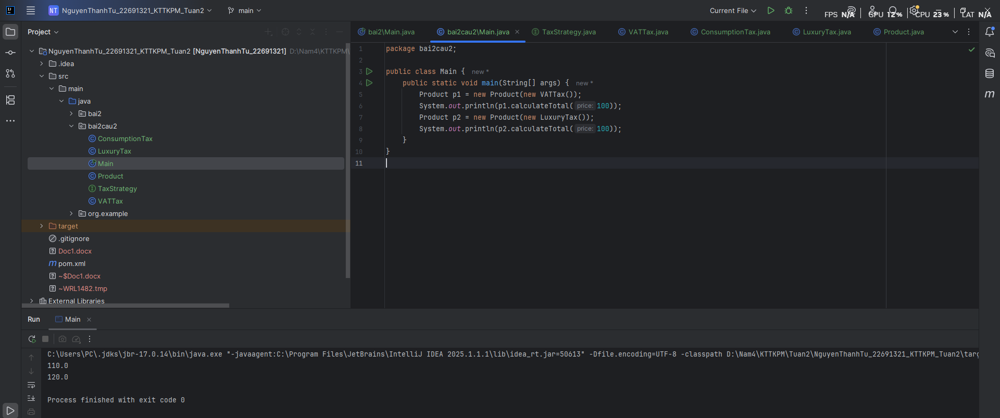 NT NguyenThanhTu_22691321_KTTKPM_Tuan2 main Current File
FPS N/A GPU 12 % CPU 23 % LAT N/A
Project
NguyenThanhTu_22691321_KTTKPM_Tuan2 [NguyenThanhTu_22691321] D:\Nam4\KTTKPM\
.idea
src
main
java
bai2
bai2cau2
ConsumptionTax
LuxuryTax
Main
Product
TaxStrategy
VATTax
org.example
target
.gitignore
Doc1.docx
pom.xml
~$Doc1.docx
~WRL1482.tmp
External Libraries
bai2\Main.java bai2cau2\Main.java TaxStrategy.java VATTax.java ConsumptionTax.java LuxuryTax.java Product.java
1 package bai2cau2;
2
3 public class Main { new *
4 public static void main(String[] args) { new *
5 Product p1 = new Product(new VATTax());
6 System.out.println(p1.calculateTotal( price: 100));
7 Product p2 = new Product(new LuxuryTax());
8 System.out.println(p2.calculateTotal( price: 100));
9 }
10 }
11
Run Main
C:\Users\PC\.jdks\jbr-17.0.14\bin\java.exe "-javaagent:C:\Program Files\JetBrains\IntelliJ IDEA 2025.1.1.1\lib\idea_rt.jar=50613" -Dfile.encoding=UTF-8 -classpath D:\Nam4\KTTKPM\Tuan2\NguyenThanhTu_22691321_KTTKPM_Tuan2\targ
110.0
120.0
Process finished with exit code 0